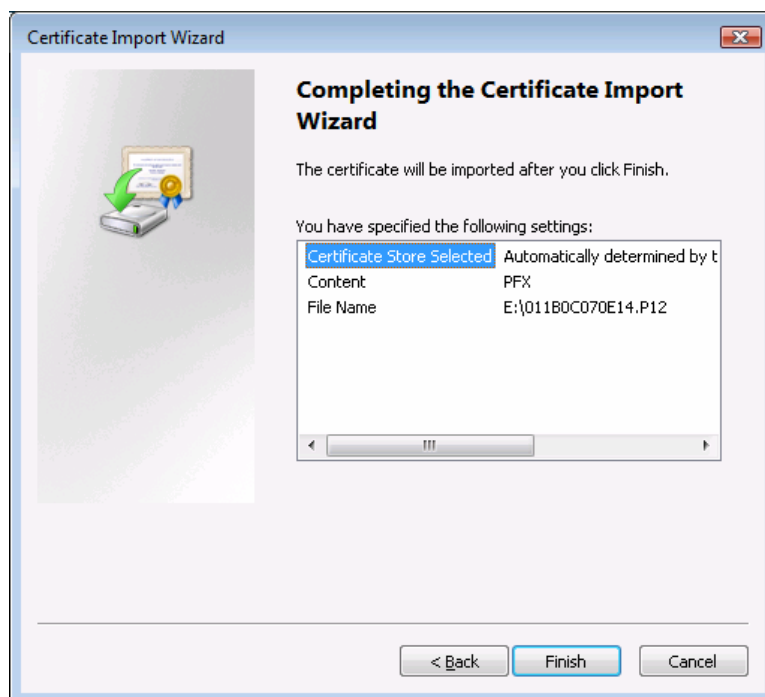 Certificate Import Wizard
Completing the Certificate Import
Wizard
The certificate will be imported after you click Finish.
You have specified the following settings:
Certificate Store Selected Automatically determined by t
Content PFX
File Name E:\011B0C070E14.P12
< Back Finish Cancel